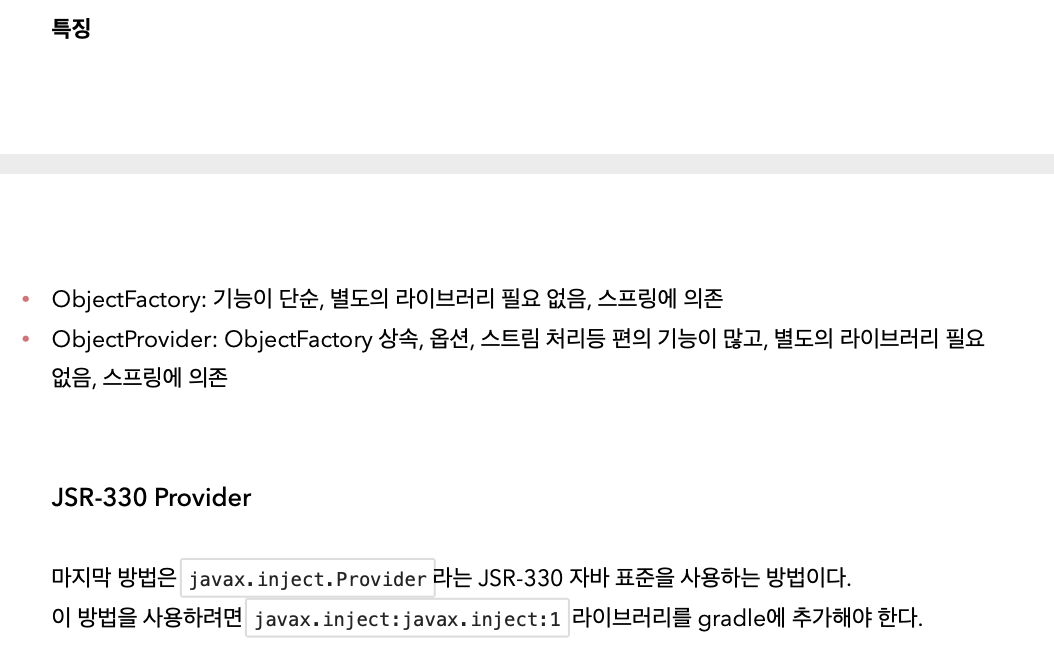 특징
• ObjectFactory: 기능이 단순, 별도의 라이브러리 필요 없음, 스프링에 의존
• ObjectProvider: ObjectFactory 상속, 옵션, 스트림 처리등 편의 기능이 많고, 별도의 라이브러리 필요
없음, 스프링에 의존
JSR-330 Provider
마지막 방법은 javax.inject.Provider 라는 JSR-330 자바 표준을 사용하는 방법이다.
이 방법을 사용하려면 javax.inject:javax.inject:1 라이브러리를 gradle에 추가해야 한다.